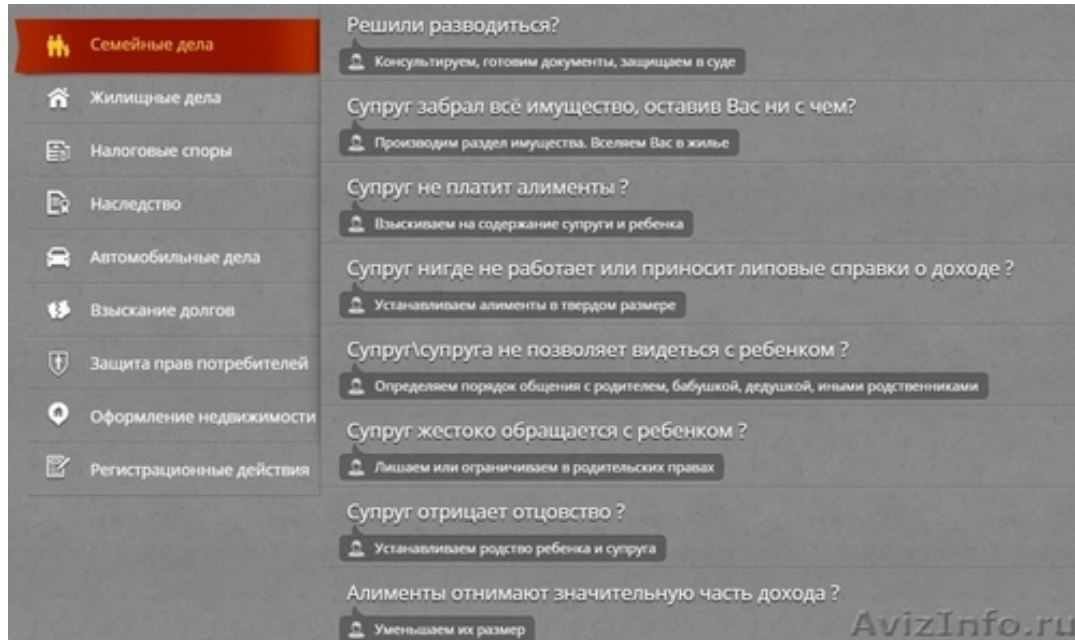 Семейные дела
Жилищные дела
Налоговые споры
Наследство
Автомобильные дела
Взыскание долгов
Защита прав потребителей
Оформление недвижимости
Регистрационные действия
Решили разводиться?
Консультируем, готовим документы, защищаем в суде
Супруг забрал всё имущество, оставив Вас ни с чем?
Производим раздел имущества. Вселяем Вас в жилье
Супруг не платит алименты ?
Взыскиваем на содержание супруги и ребенка
Супруг нигде не работает или приносит липовые справки о доходе ?
Устанавливаем алименты в твердом размере
Супруг\супруга не позволяет видеться с ребенком ?
Определяем порядок общения с родителем, бабушкой, дедушкой, иными родственниками
Супруг жестоко обращается с ребенком ?
Лишаем или ограничиваем в родительских правах
Супруг отрицает отцовство ?
Устанавливаем родство ребенка и супруга
Алименты отнимают значительную часть дохода ?
Уменьшаем их размер
AvizInfo.ru